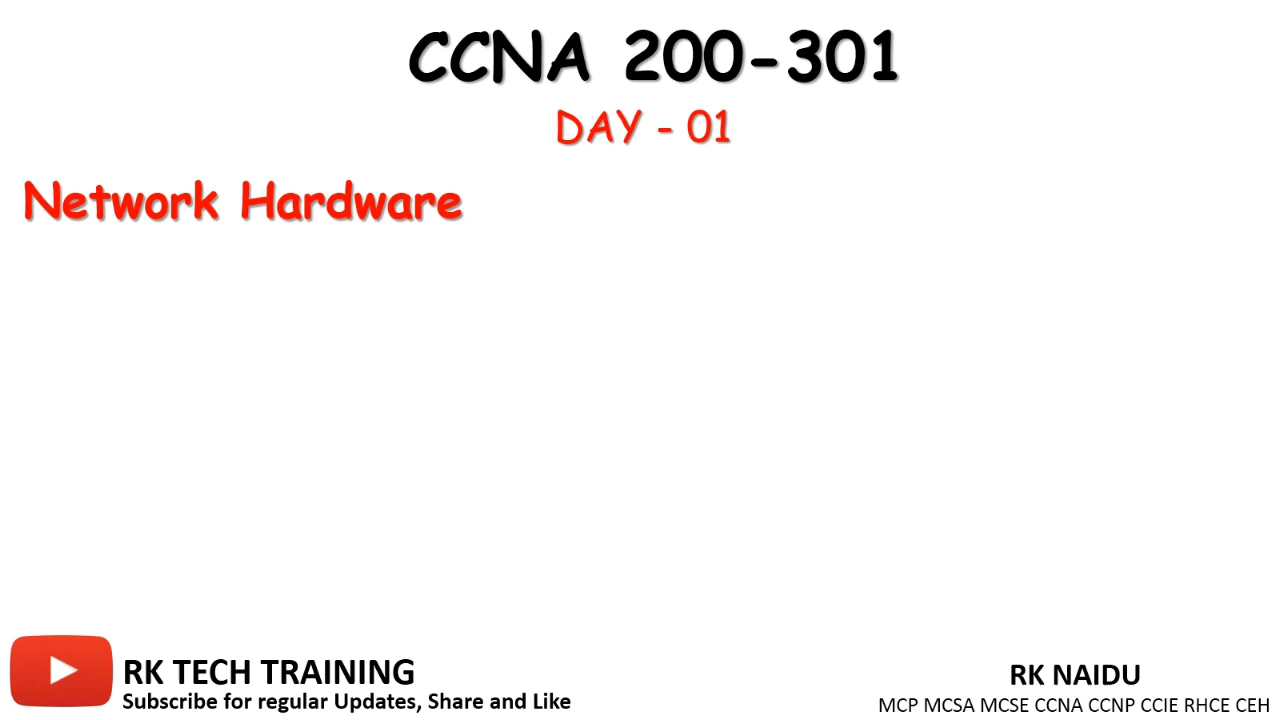 CCNA 200-301
DAY - 01
Network Hardware
RK TECH TRAINING
Subscribe for regular Updates, Share and Like
RK NAIDU
MCP MCSA MCSE CCNA CCNP CCIE RHCE CEH